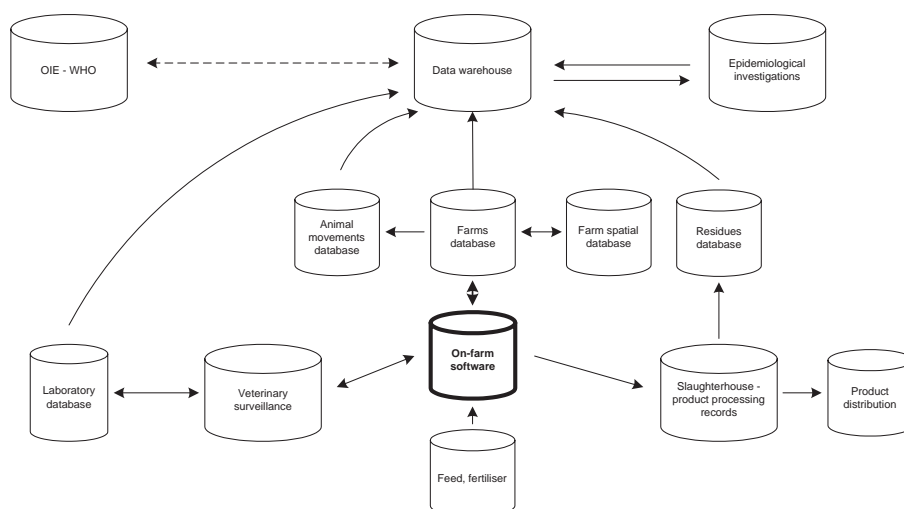 OIE - WHO
Data warehouse
Epidemiological
investigations
Animal
movements
database
Farms
database
Farm spatial
database
Residues
database
On-farm
software
Laboratory
database
Veterinary
surveillance
Slaughterhouse -
product processing
records
Product
distribution
Feed, fertiliser